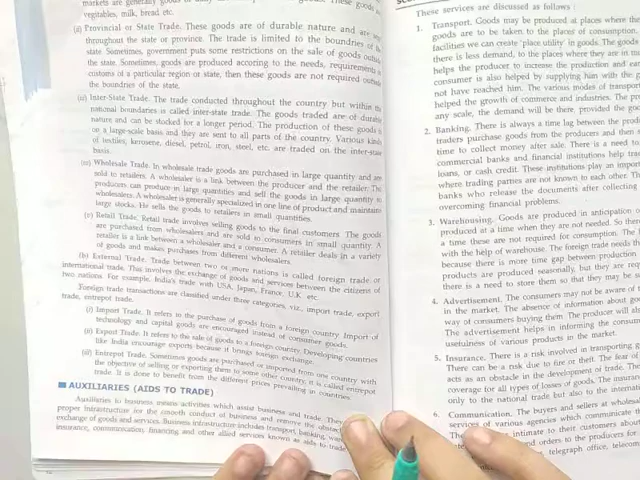 markets are generally
vegetables, milk, bread etc.
(ii) Provincial or State Trade. These goods are of durable nature and are
throughout the state or province. The trade is limited to the boundries of the
state. Sometimes, government puts some restrictions on the sale of goods outside
the state. Sometimes, goods are produced accoring to the needs, requirements
customs of a particular region or state, then these goods are not required outside
the boundries of the state.
Inter-State Trade. The trade conducted throughout the country but within the
national boundaries is called inter-state trade. The goods traded are of durable
nature and can be stocked for a longer period. The production of these goods is
on a large-scale basis and they are sent to all parts of the country. Various kinds
of textiles, kerosene, diesel, petrol, iron, steel, etc. are traded on the inter-state
basis.
Wholesale Trade. In wholesale trade goods are purchased in large quantity and are
sold to retailers. A wholesaler is a link between the producer and the retailer. The
producers can produce in large quantities and sell the goods in large quantity to
wholesalers. A wholesaler is generally specialized in one line of product and maintains
large stocks. He sells the goods to retailers in small quantities.
(v) Retail Trade. Retail trade involves selling goods to the final customers. The goods
are purchased from wholesalers and are sold to consumers in small quantity. A
retailer is a link between a wholesaler and a consumer. A retailer deals in a variety
of goods and makes purchases from different wholesalers.
(b) External Trade. Trade between two or more nations is called foreign trade or
international trade. This involves the exchange of goods and services between the citizens of
two nations. For example, India's trade with USA, Japan, France, U.K. etc.
Foreign trade transactions are classified under three categories, viz., import trade, export
trade, entrepot trade.
(i) Import Trade. It refers to the purchase of goods from a foreign country. Import of
technology and capital goods are encouraged instead of consumer goods.
(ii) Export Trade. It refers to the sale of goods to a foreign country. Developing countries
like India encourage exports because it brings foreign exchange.
(iii) Entrepot Trade. Sometimes goods are purchased or imported from one country with
the objective of selling or exporting them to some other country, it is called entrepot
trade. It is done to benefit from the different prices prevailing in countries.
AUXILIARIES (AIDS TO TRADE)
Auxiliaries to business means activities which assist business and trade. They
proper infrastructure for the smooth conduct of business and remove the
exchange of goods and services. Business infrastructure includes transport, banking,
insurance, communication, financing and other allied services known as aids to trade
These services are discussed as follows :
1. Transport. Goods may be produced at places where
goods are to be taken to the places of consumption.
facilities we can create 'place utility' in goods. The goods
there is less demand, to the places where they are in
helps the producer to increase the production and
consumer is also helped by supplying him with the
not have reached him. The various modes of transport
helped the growth of commerce and industries. The
any scale, the demand will be there provided the
2. Banking. There is always a time lag between the
traders purchase goods from the producers and then
time to collect money after sale. There is a need to
commercial banks and financial institutions help
loans, or cash credit. These institutions play an
where trading parties are not known to each other. The
banks who release the documents after collecting
overcoming financial problems.
3. Warehousing. Goods are produced in anticipation
produced at a time when they are not needed. So
a time these are not required for consumption. The
with the help of warehouse. The foreign trade needs
because there is more time gap between production
products are produced seasonally, but they are
there is a need to store them so that they may be
4. Advertisement. The consumers may not be aware of
in the market. The absence of information about
way of consumers buying them. The producer will
The advertisement helps in informing the
usefulness of various products in the market.
5. Insurance. There is a risk involved in transporting
There can be a risk due to fire or theft. The fear of
acts as an obstacle in the development of trade. The
coverage for all types of losses of goods. The
only to the national trade but also to the
6. Communication. The buyers and sellers at
services of various agencies which communicate
The intimate to their customers about
and orders to the producers for
telegraph office, telecom